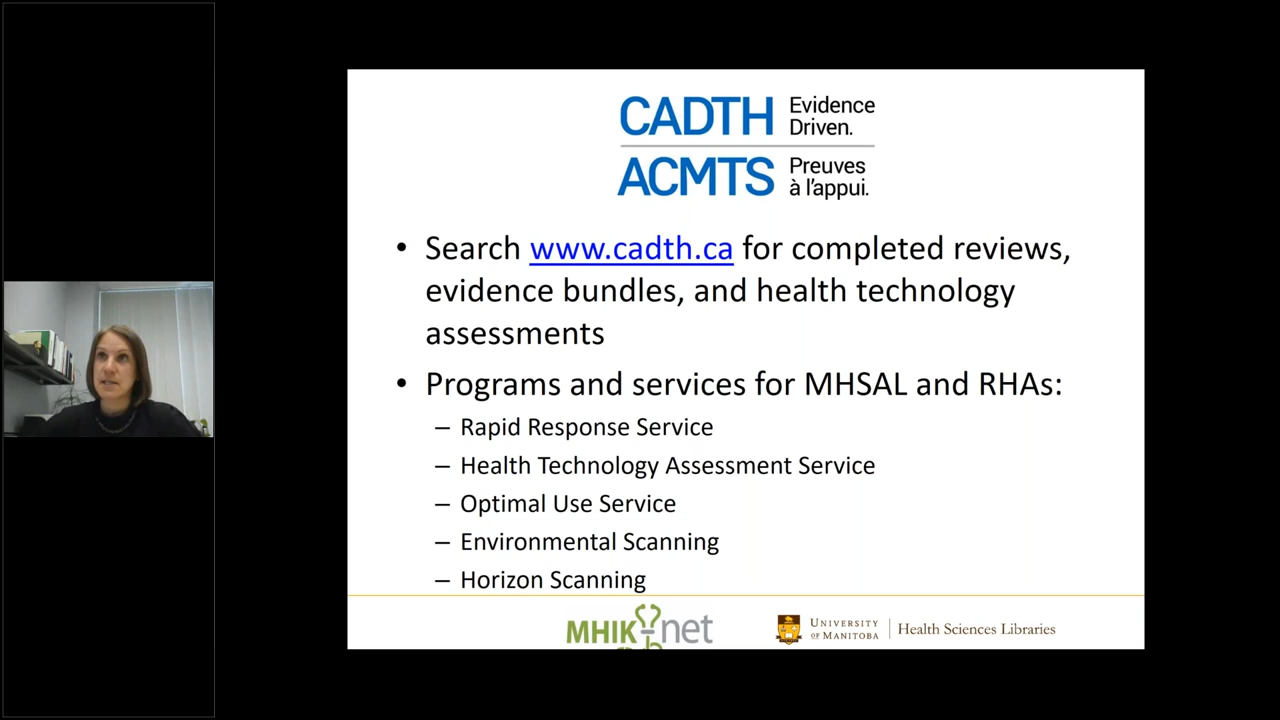 CADTH Evidence
Driven.
ACMTS Preuves
à l'appui.
• Search www.cadth.ca for completed reviews,
evidence bundles, and health technology
assessments
• Programs and services for MHSAL and RHAs:
– Rapid Response Service
– Health Technology Assessment Service
– Optimal Use Service
– Environmental Scanning
– Horizon Scanning
MHIKnet
UNIVERSITY
OF MANITOBA
Health Sciences Libraries